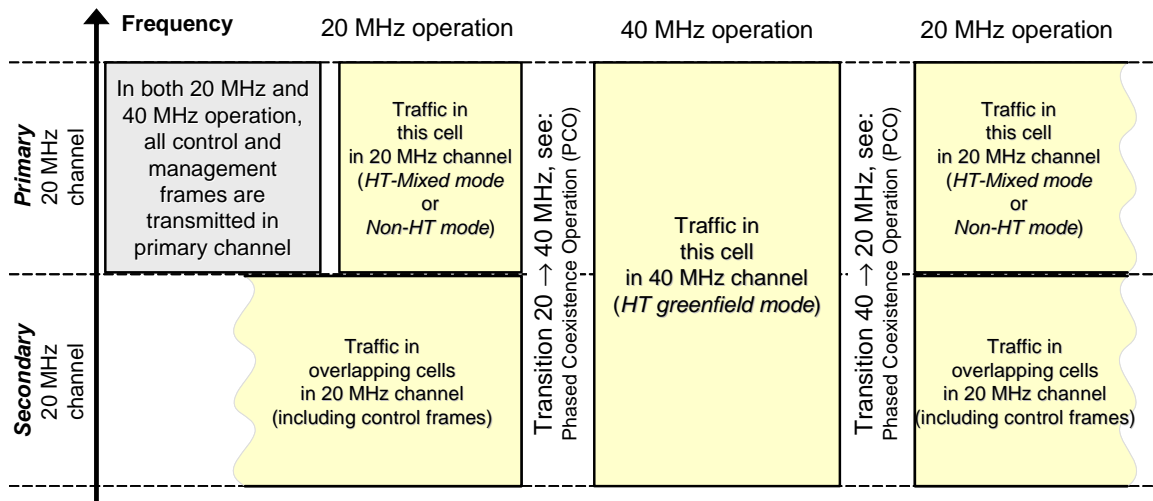 Frequency
20 MHz operation
40 MHz operation
20 MHz operation
Primary
20 MHz
channel
In both 20 MHz and
40 MHz operation,
all control and
management
frames are
transmitted in
primary channel
Traffic in
this cell
in 20 MHz channel
(HT-Mixed mode
or
Non-HT mode)
Transition 20 → 40 MHz, see:
Phased Coexistence Operation (PCO)
Traffic in
this cell
in 40 MHz channel
(HT greenfield mode)
Transition 40 → 20 MHz, see:
Phased Coexistence Operation (PCO)
Traffic in
this cell
in 20 MHz channel
(HT-Mixed mode
or
Non-HT mode)
Secondary
20 MHz
channel
Traffic in
overlapping cells
in 20 MHz channel
(including control frames)
Traffic in
overlapping cells
in 20 MHz channel
(including control frames)